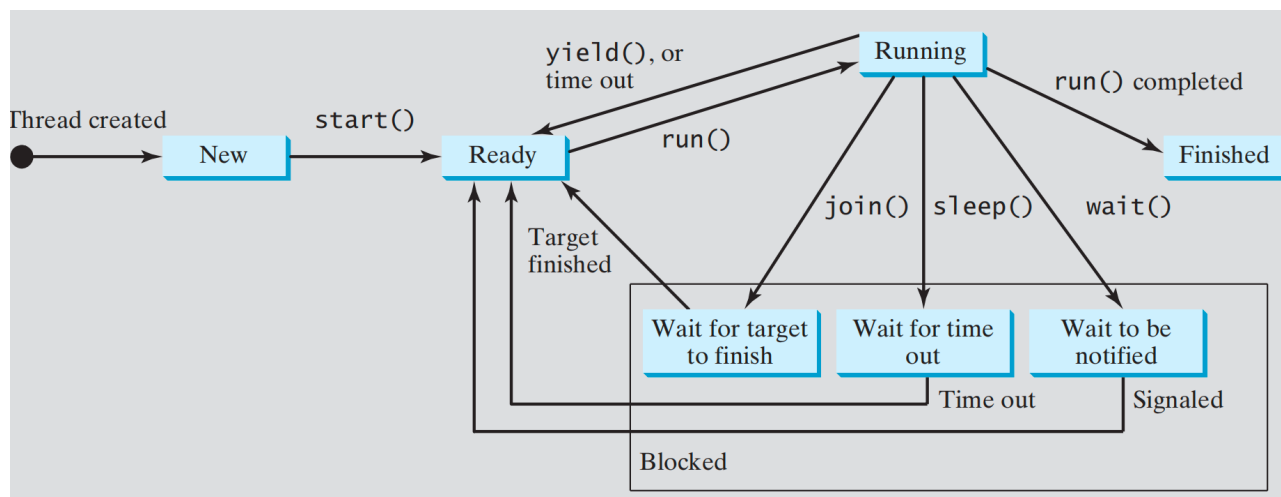 yield(), or
time out
Running
run() completed
Thread created
start()
New
Ready
run()
Finished
join()
sleep()
wait()
Target
finished
Wait for target
to finish
Wait for time
out
Wait to be
notified
Time out
Signaled
Blocked